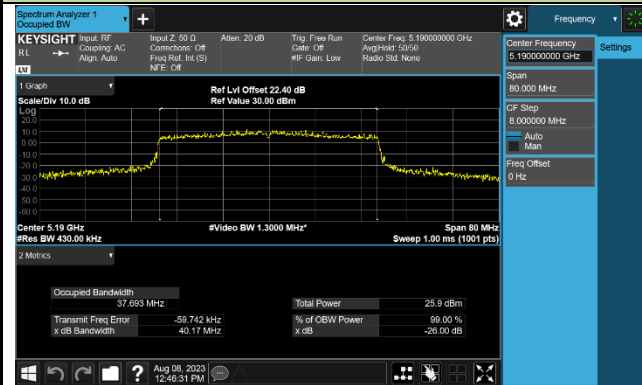 Spectrum Analyzer 1
Occupied BW
Frequency
KEYSIGHT
RL
LXI
Input: RF
Coupling: AC
Align: Auto
Input Z: 50 Ω
Corrections: Off
Freq Ref: Int (S)
NFE: Off
Atten: 20 dB
Trig: Free Run
Gate: Off
#IF Gain: Low
Center Freq: 5.190000000 GHz
Avg|Hold: 50/50
Radio Std: None
Center Frequency
5.190000000 GHz
Settings
Span
80.000 MHz
CF Step
8.000000 MHz
Auto
Man
Freq Offset
0 Hz
1 Graph
Scale/Div 10.0 dB
Ref Lvl Offset 22.40 dB
Ref Value 30.00 dBm
Log
20.0
10.0
0.00
-10.0
-20.0
-30.0
-40.0
-50.0
-60.0
Center 5.19 GHz
#Res BW 430.00 kHz
#Video BW 1.3000 MHz*
Span 80 MHz
Sweep 1.00 ms (1001 pts)
2 Metrics
Occupied Bandwidth
37.693 MHz
Transmit Freq Error -59.742 kHz
x dB Bandwidth 40.17 MHz
Total Power 25.9 dBm
% of OBW Power 99.00 %
x dB -26.00 dB
?
Aug 08, 2023
12:46:31 PM